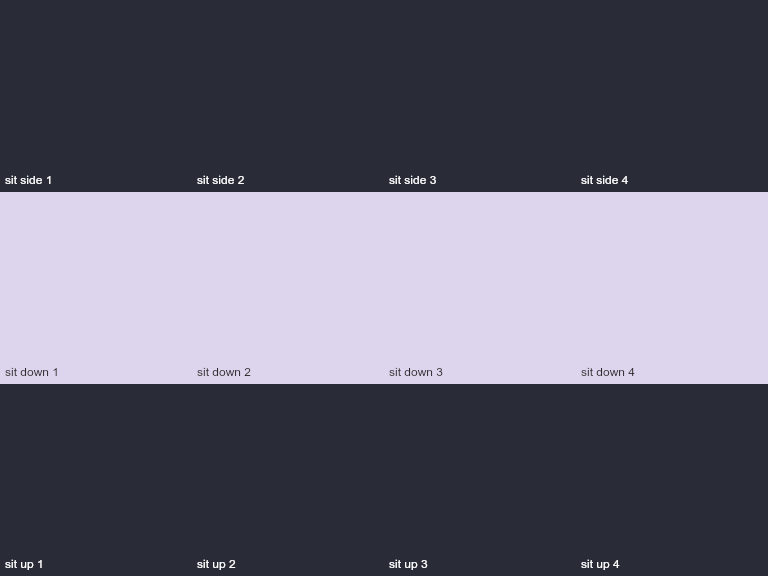 sit side 1
sit side 2
sit side 3
sit side 4
sit down 1
sit down 2
sit down 3
sit down 4
sit up 1
sit up 2
sit up 3
sit up 4